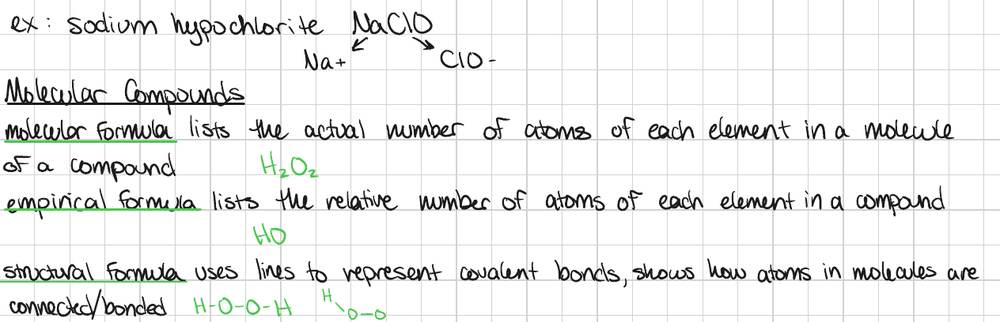 ex: sodium hypochlorite NaClO
Na+ ClO-
Molecular Compounds
molecular formula lists the actual number of atoms of each element in a molecule
of a compound H₂O₂
empirical formula lists the relative number of atoms of each element in a compound
HO
structural formula uses lines to represent covalent bonds, shows how atoms in molecules are
connected/bonded H-O-O-H H
O-O